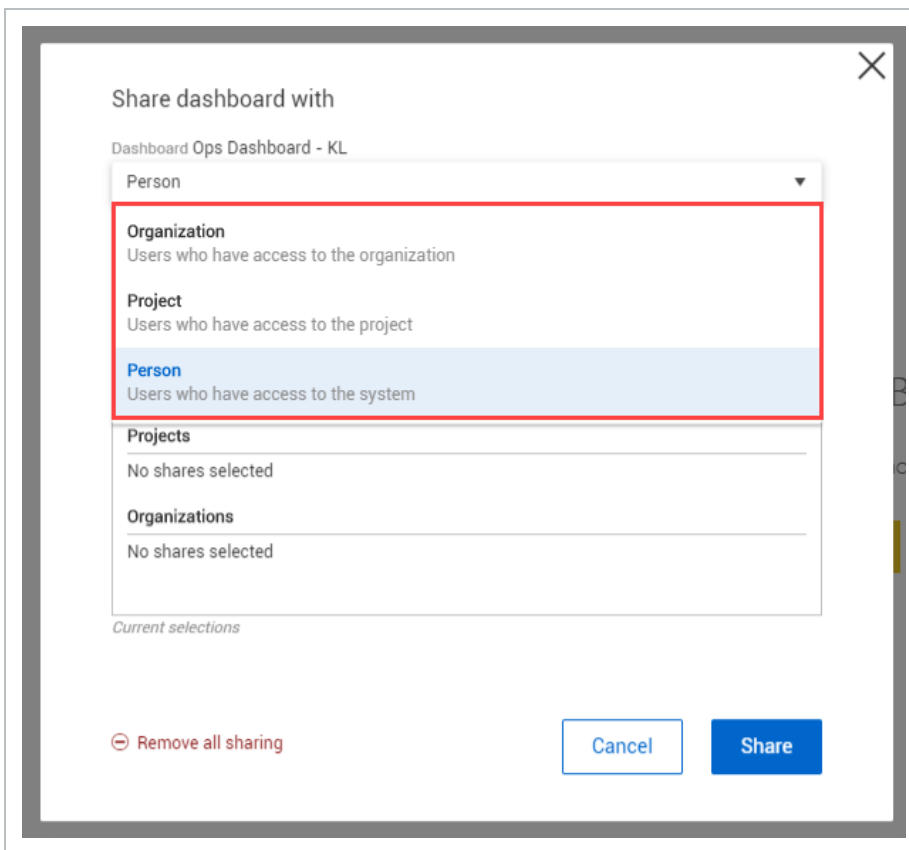 Share dashboard with
Dashboard Ops Dashboard - KL
Person
Organization
Users who have access to the organization
Project
Users who have access to the project
Person
Users who have access to the system
Projects
No shares selected
Organizations
No shares selected
Current selections
Remove all sharing
Cancel
Share